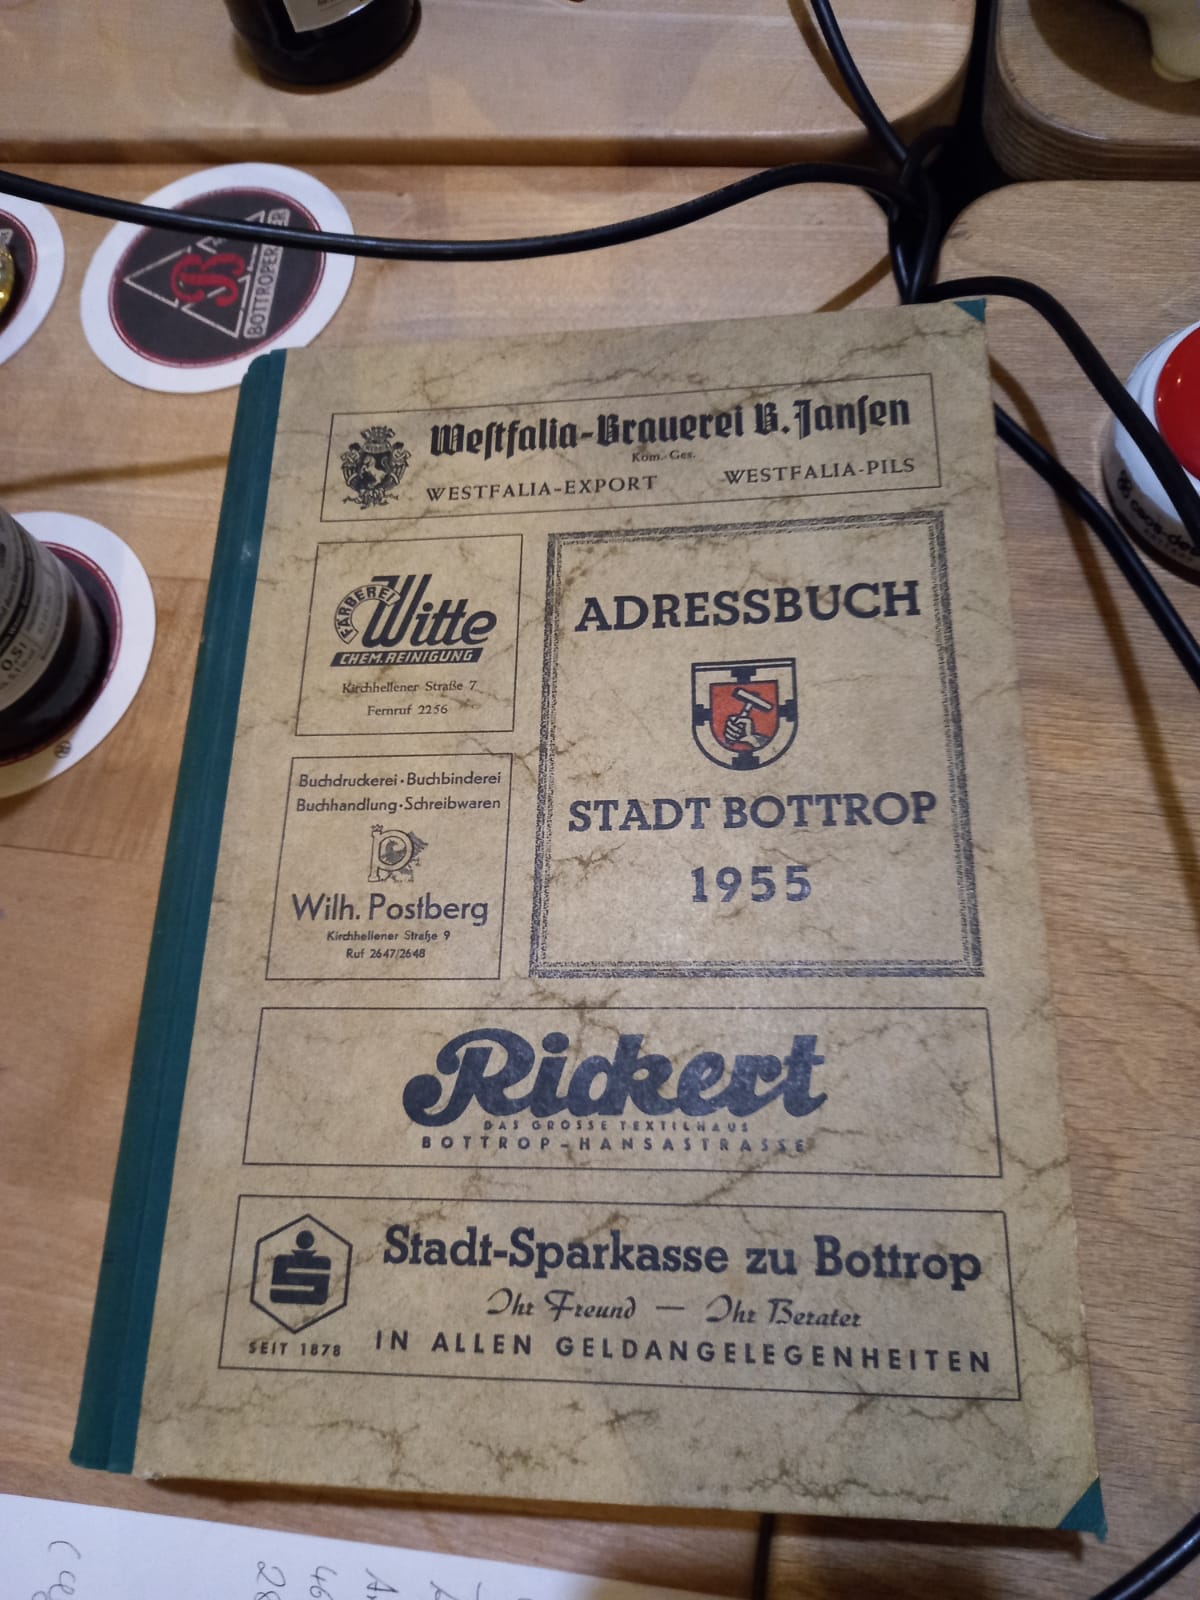 BOTTROPER
B
Westfalia-Brauerei B. Jansen
Kom.-Ges.
WESTFALIA-EXPORT WESTFALIA-PILS
FÄRBEREI
Witte
CHEM. REINIGUNG
Kirchhellener Straße 7
Fernruf 2256
Buchdruckerei · Buchbinderei
Buchhandlung · Schreibwaren
P
Wilh. Postberg
Kirchhellener Straße 9
Ruf 2647/2648
ADRESSBUCH
STADT BOTTROP
1955
Rickert
DAS GROSSE TEXTILHAUS
BOTTROP-HANSASTRASSE
Stadt-Sparkasse zu Bottrop
Ihr Freund — Ihr Berater
IN ALLEN GELDANGELEGENHEITEN
SEIT 1878
0,5l